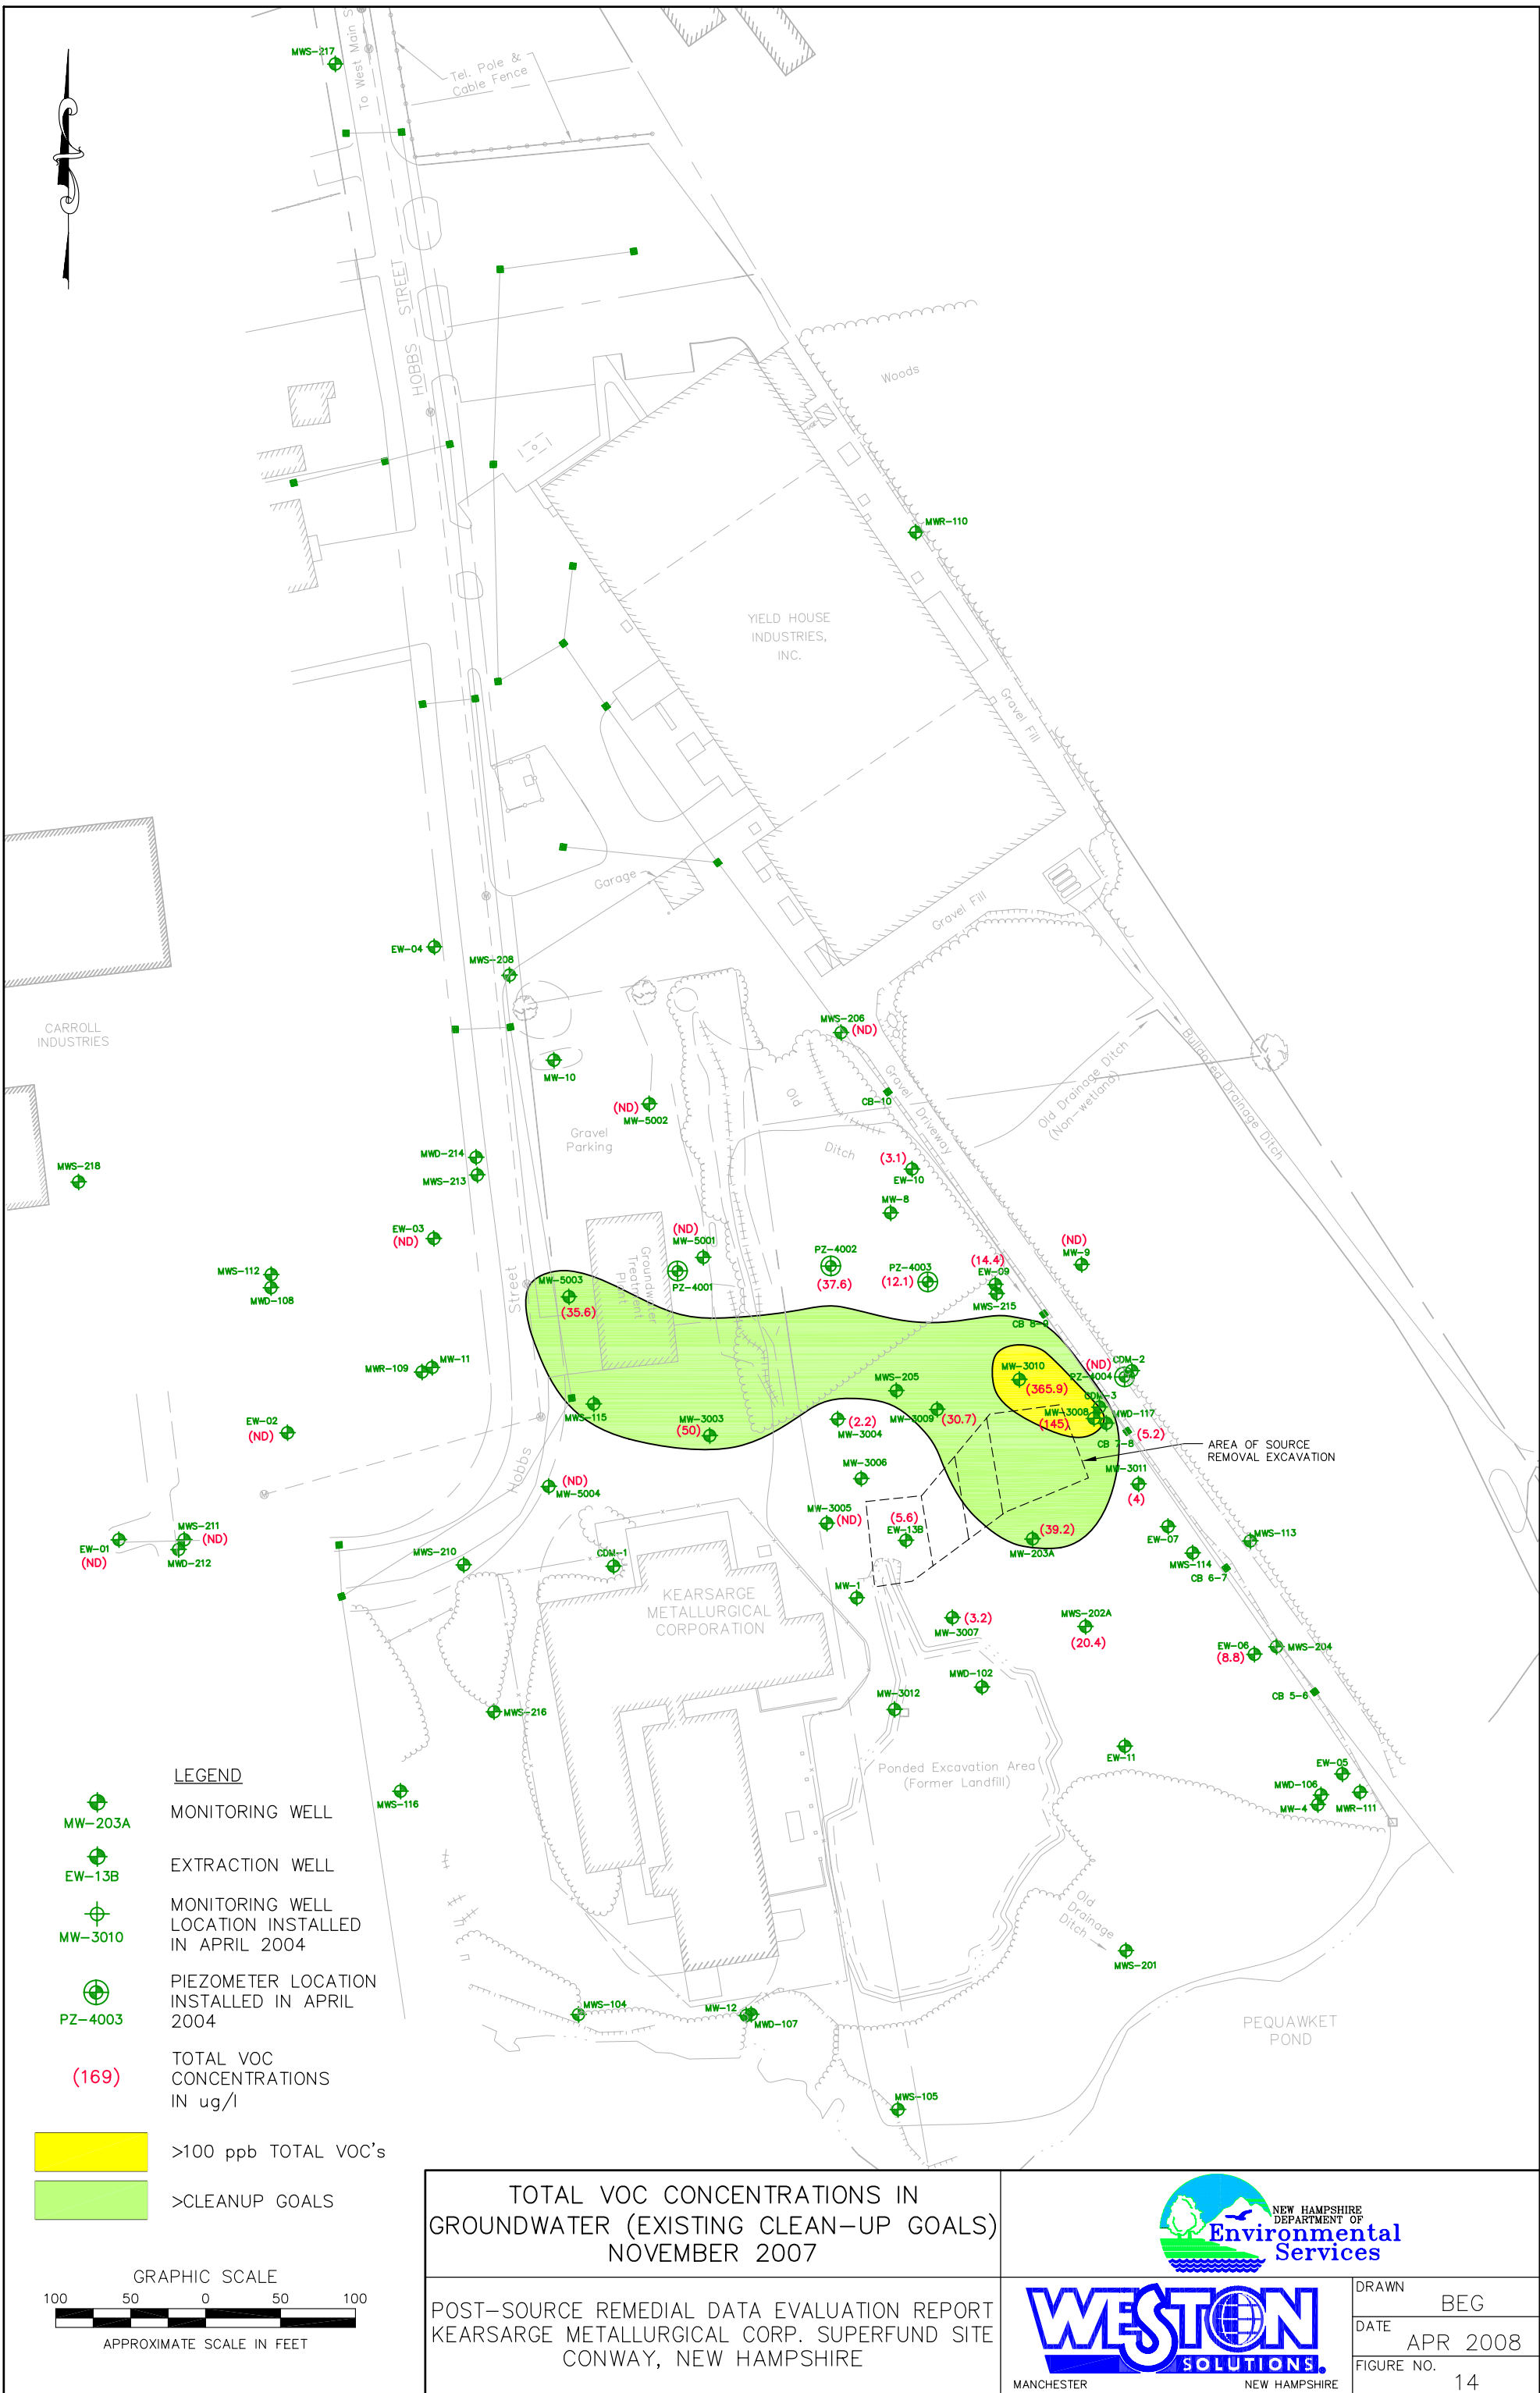 MWS-217
To West Main S
Tel. Pole &
Cable Fence
HOBBS STREET
Woods
MWR-110
YIELD HOUSE
INDUSTRIES,
INC.
Gravel Fill
Garage
Gravel Fill
EW-04
MWS-208
CARROLL
INDUSTRIES
MWS-206
(ND)
MW-10
Old
CB-10
Gravel Driveway
Old Drainage Ditch
(Non-wetland)
Bulldozed Drainage Ditch
(ND)
MW-5002
Gravel
Parking
Ditch
MWD-214
MWS-213
(3.1)
EW-10
MWS-218
MW-8
EW-03
(ND)
(ND)
MW-5001
PZ-4001
PZ-4002
(37.6)
PZ-4003
(12.1)
(14.4)
EW-09
MWS-215
(ND)
MW-9
MWS-112
MWD-108
Street
MW-5003
(35.6)
Groundwater
Treatment
Plant
CB 8-9
MWR-109
MW-11
MW-3010
(365.9)
(ND)
CDM-2
PZ-4004
CDM-3
MWS-205
MWS-115
MW-3003
(50)
(2.2)
MW-3004
MW-3009
(30.7)
MW-3008
(145)
MWD-117
(5.2)
CB 7-8
AREA OF SOURCE
REMOVAL EXCAVATION
EW-02
(ND)
Hobbs
MW-3006
MW-3011
(4)
(ND)
MW-5004
MW-3005
(ND)
(5.6)
EW-13B
(39.2)
MW-203A
EW-07
MWS-113
MWS-114
CB 6-7
EW-01
(ND)
MWS-211
(ND)
MWD-212
MWS-210
CDM-1
KEARSARGE
METALLURGICAL
CORPORATION
MW-1
(3.2)
MW-3007
MWS-202A
(20.4)
EW-06
(8.8)
MWS-204
MWD-102
CB 5-6
MW-3012
MWS-216
EW-11
Ponded Excavation Area
(Former Landfill)
EW-05
MWD-106
MW-4
MWR-111
MWS-116
Old
Drainage
Ditch
MWS-201
MWS-104
MW-12
MWD-107
PEQUAWKET
POND
MWS-105
LEGEND
MW-203A
MONITORING WELL
EW-13B
EXTRACTION WELL
MW-3010
MONITORING WELL
LOCATION INSTALLED
IN APRIL 2004
PZ-4003
PIEZOMETER LOCATION
INSTALLED IN APRIL
2004
(169)
TOTAL VOC
CONCENTRATIONS
IN ug/l
>100 ppb TOTAL VOC's
>CLEANUP GOALS
GRAPHIC SCALE
100 50 0 50 100
APPROXIMATE SCALE IN FEET
TOTAL VOC CONCENTRATIONS IN
GROUNDWATER (EXISTING CLEAN-UP GOALS)
NOVEMBER 2007
POST-SOURCE REMEDIAL DATA EVALUATION REPORT
KEARSARGE METALLURGICAL CORP. SUPERFUND SITE
CONWAY, NEW HAMPSHIRE
NEW HAMPSHIRE
DEPARTMENT OF
Environmental
Services
WESTON
SOLUTIONS
MANCHESTER NEW HAMPSHIRE
DRAWN
BEG
DATE
APR 2008
FIGURE NO.
14